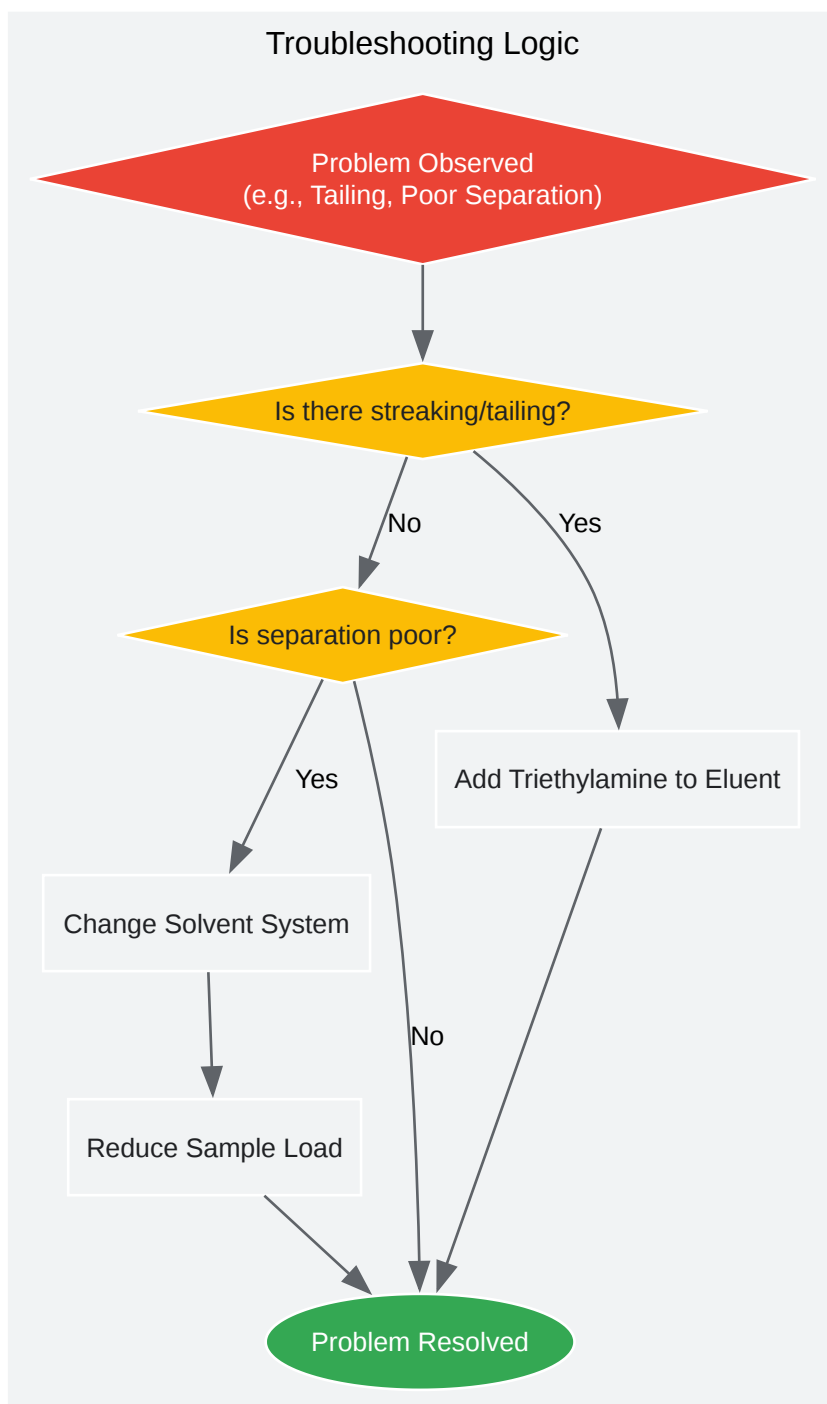 Troubleshooting Logic
Problem Observed
(e.g., Tailing, Poor Separation)
Is there streaking/tailing?
No
Yes
Is separation poor?
Add Triethylamine to Eluent
Yes
Change Solvent System
No
Reduce Sample Load
Problem Resolved